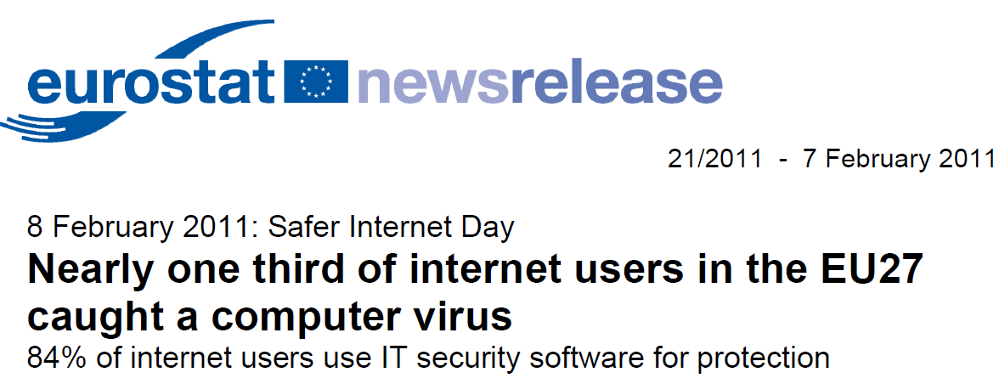 eurostat newsrelease
21/2011 - 7 February 2011
8 February 2011: Safer Internet Day
Nearly one third of internet users in the EU27
caught a computer virus
84% of internet users use IT security software for protection